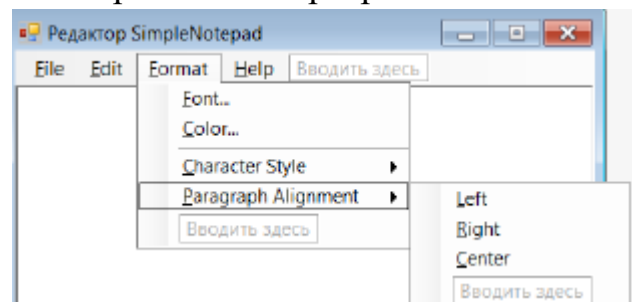 Редактор SimpleNotepad
File Edit Format Help Вводить здесь
Font...
Color...
Character Style
Paragraph Alignment
Вводить здесь
Left
Right
Center
Вводить здесь